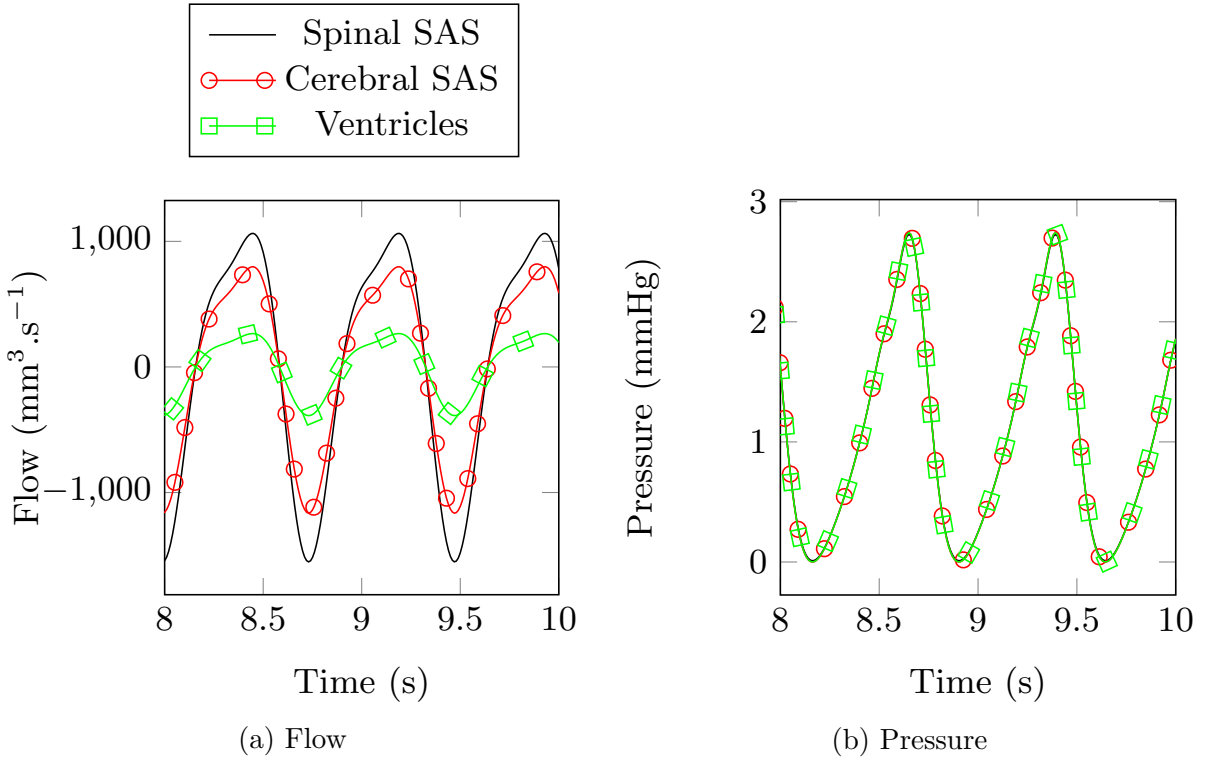 Spinal SAS
Cerebral SAS
Ventricles
Flow (mm³.s⁻¹)
1,000
0
−1,000
8
8.5
9
9.5
10
Time (s)
(a) Flow
Pressure (mmHg)
3
2
1
0
8
8.5
9
9.5
10
Time (s)
(b) Pressure